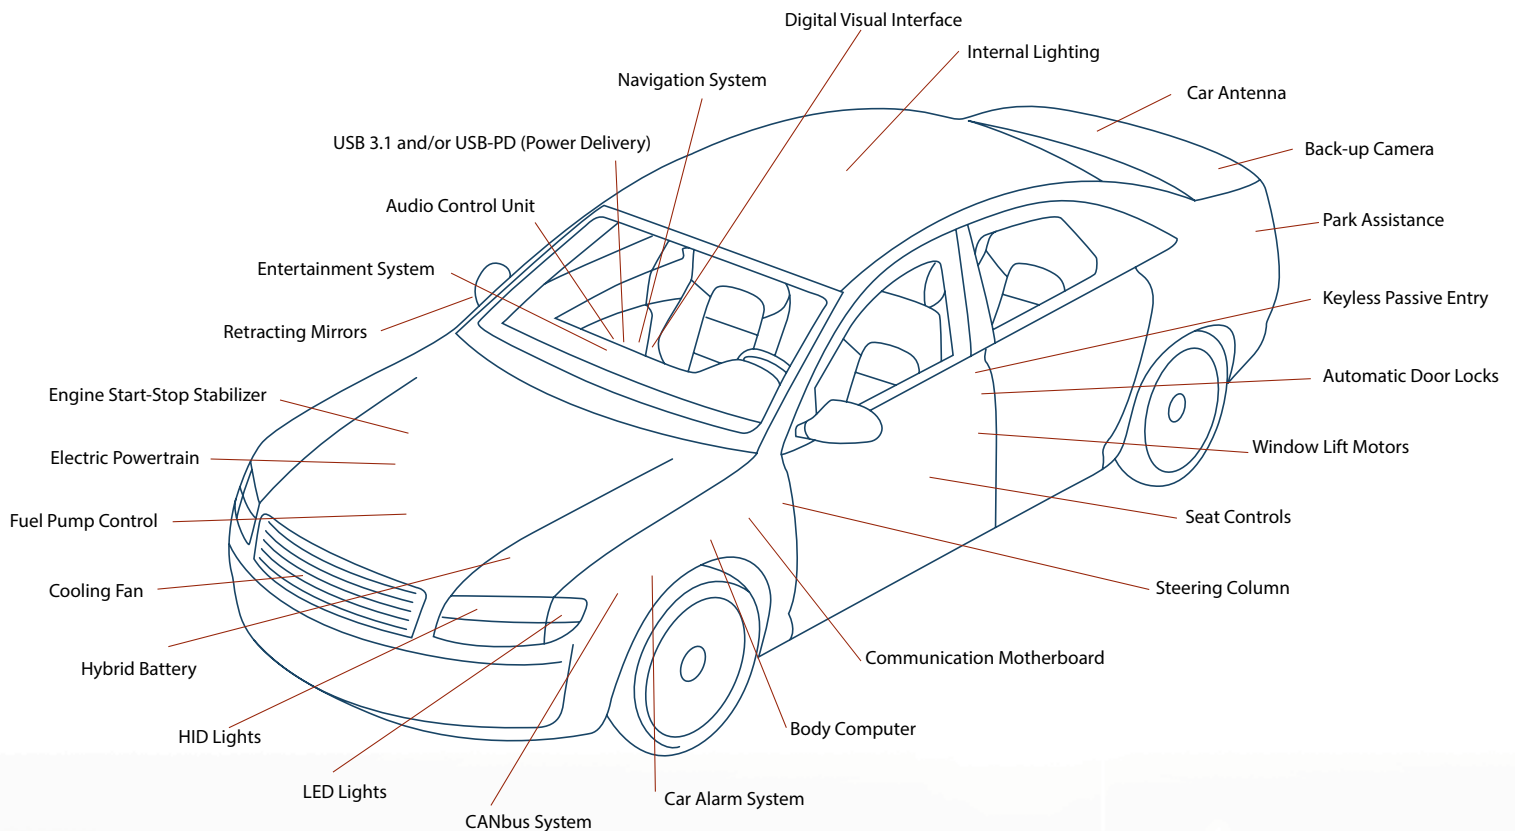 Digital Visual Interface
Internal Lighting
Navigation System
Car Antenna
USB 3.1 and/or USB-PD (Power Delivery)
Back-up Camera
Audio Control Unit
Park Assistance
Entertainment System
Keyless Passive Entry
Retracting Mirrors
Automatic Door Locks
Engine Start-Stop Stabilizer
Window Lift Motors
Electric Powertrain
Seat Controls
Fuel Pump Control
Steering Column
Cooling Fan
Communication Motherboard
Hybrid Battery
Body Computer
HID Lights
LED Lights
Car Alarm System
CANbus System